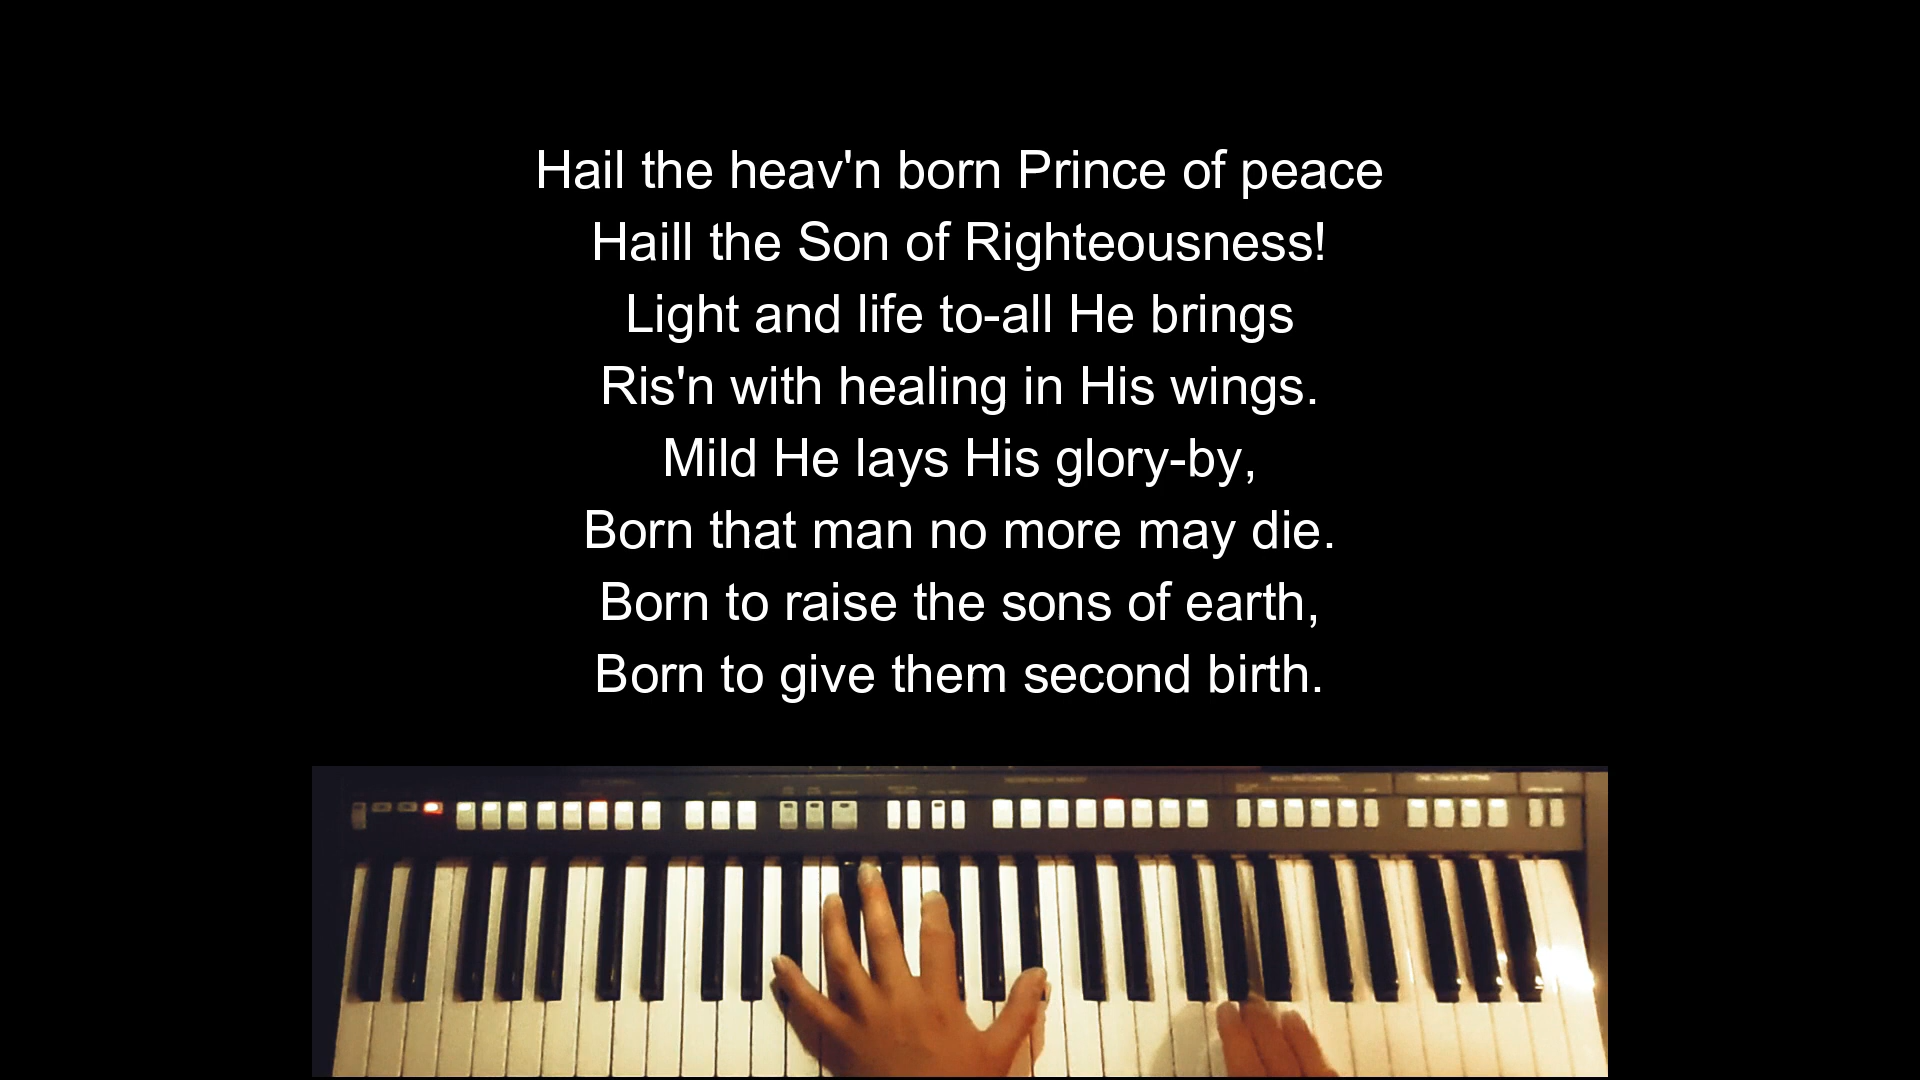 Hail the heav'n born Prince of peace
Haill the Son of Righteousness!
Light and life to-all He brings
Ris'n with healing in His wings.
Mild He lays His glory-by,
Born that man no more may die.
Born to raise the sons of earth,
Born to give them second birth.